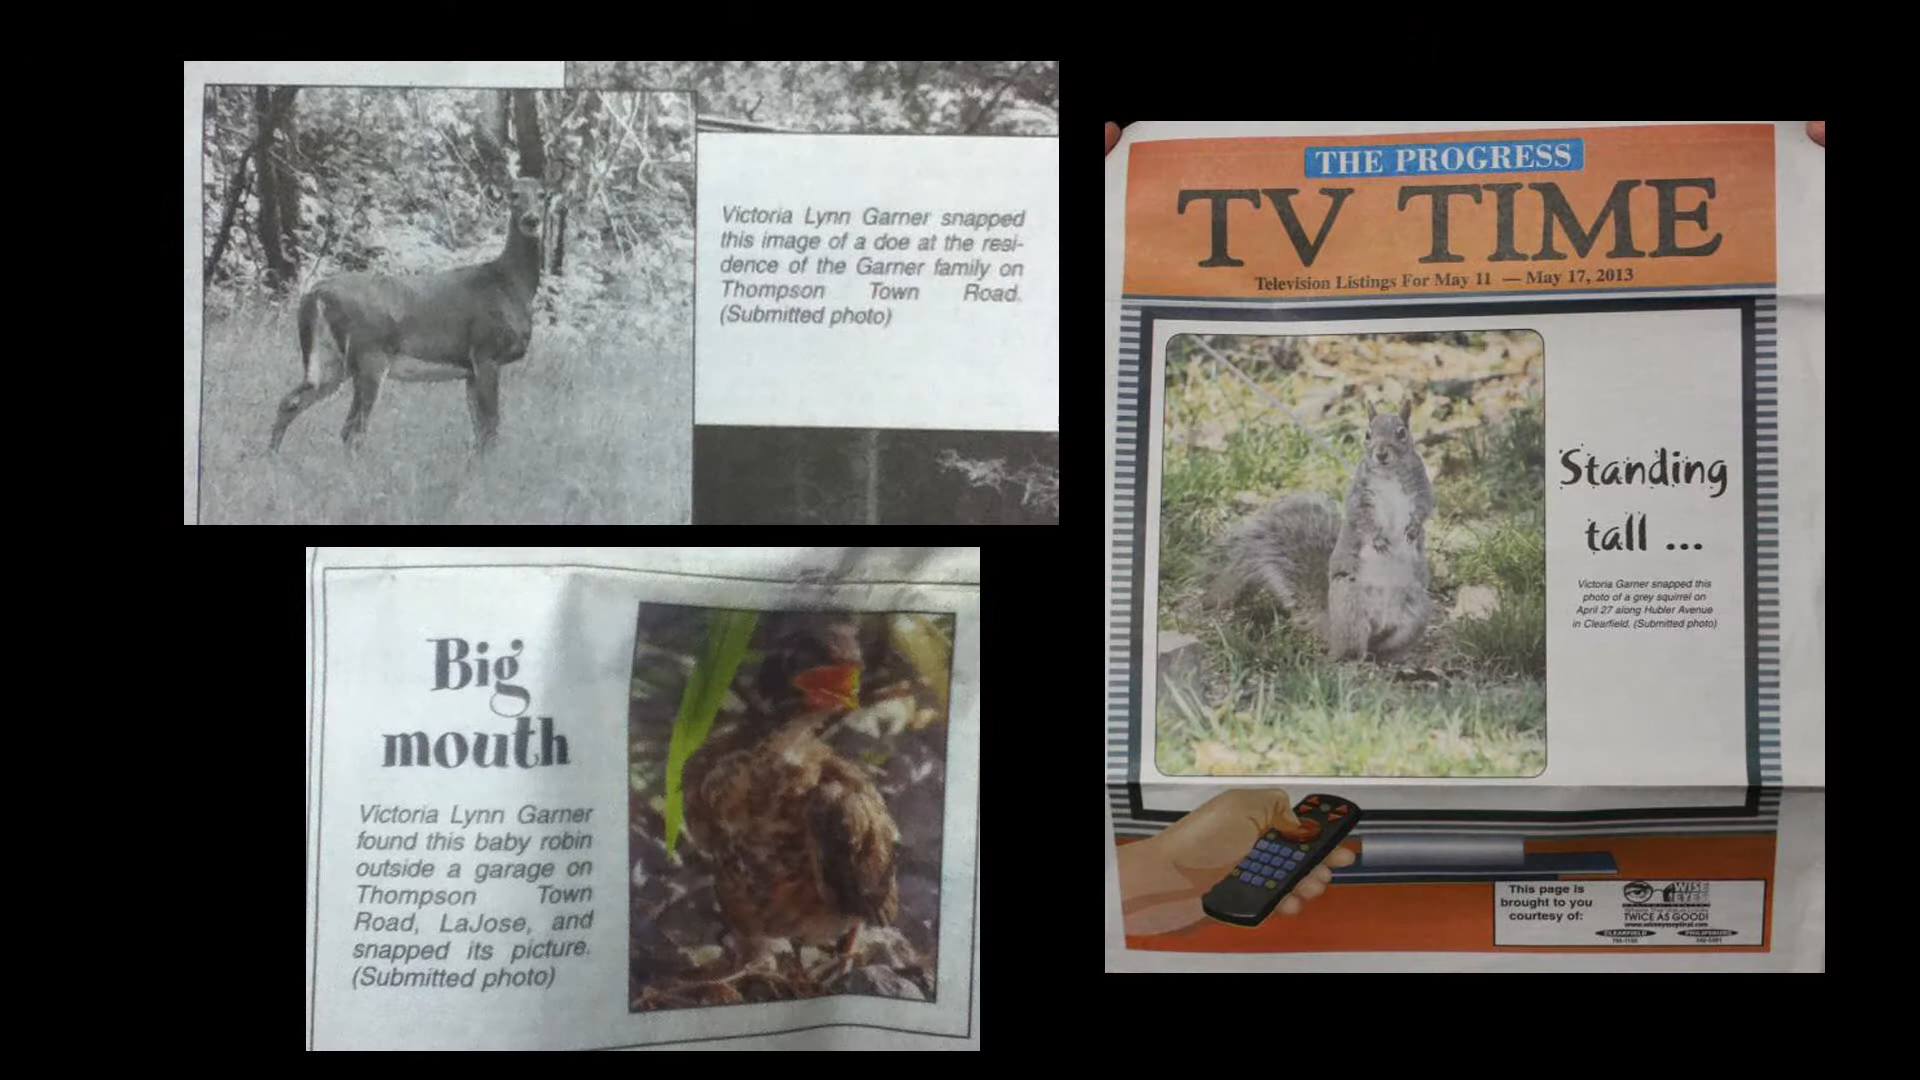 Victoria Lynn Garner snapped
this image of a doe at the resi-
dence of the Garner family on
Thompson Town Road.
(Submitted photo)
Big
mouth
Victoria Lynn Garner
found this baby robin
outside a garage on
Thompson Town
Road, LaJose, and
snapped its picture.
(Submitted photo)
THE PROGRESS
TV TIME
Television Listings For May 11 — May 17, 2013
Standing
tall ...
Victoria Garner snapped this
photo of a grey squirrel on
April 27 along Hubler Avenue
in Clearfield. (Submitted photo)
This page is
brought to you
courtesy of:
WISE
EYES
TWICE AS GOOD!
CLEARFIELD
PHILIPSBURG